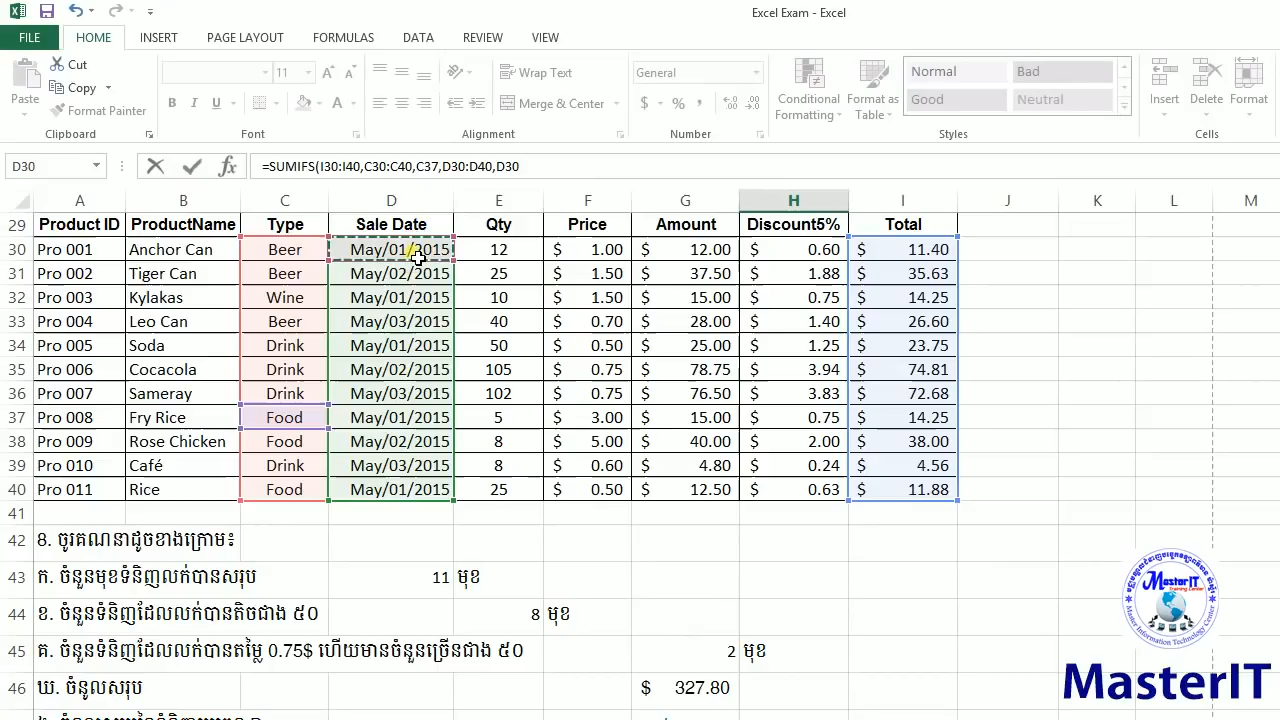 Excel Exam - Excel
FILE HOME INSERT PAGE LAYOUT FORMULAS DATA REVIEW VIEW
Paste Cut Copy Format Painter Clipboard
11 B I U A A A Font
Wrap Text Merge & Center Alignment
General $ % , Number
Conditional Formatting Format as Table Normal Bad Good Neutral Styles
Insert Delete Format Cells
D30 fx =SUMIFS(I30:I40,C30:C40,C37,D30:D40,D30
A B C D E F G H I J K L M
29 Product ID ProductName Type Sale Date Qty Price Amount Discount5% Total
30 Pro 001 Anchor Can Beer May/01/2015 12 $ 1.00 $ 12.00 $ 0.60 $ 11.40
31 Pro 002 Tiger Can Beer May/02/2015 25 $ 1.50 $ 37.50 $ 1.88 $ 35.63
32 Pro 003 Kylakas Wine May/01/2015 10 $ 1.50 $ 15.00 $ 0.75 $ 14.25
33 Pro 004 Leo Can Beer May/03/2015 40 $ 0.70 $ 28.00 $ 1.40 $ 26.60
34 Pro 005 Soda Drink May/01/2015 50 $ 0.50 $ 25.00 $ 1.25 $ 23.75
35 Pro 006 Cocacola Drink May/02/2015 105 $ 0.75 $ 78.75 $ 3.94 $ 74.81
36 Pro 007 Sameray Drink May/03/2015 102 $ 0.75 $ 76.50 $ 3.83 $ 72.68
37 Pro 008 Fry Rice Food May/01/2015 5 $ 3.00 $ 15.00 $ 0.75 $ 14.25
38 Pro 009 Rose Chicken Food May/02/2015 8 $ 5.00 $ 40.00 $ 2.00 $ 38.00
39 Pro 010 Café Drink May/03/2015 8 $ 0.60 $ 4.80 $ 0.24 $ 4.56
40 Pro 011 Rice Food May/01/2015 25 $ 0.50 $ 12.50 $ 0.63 $ 11.88
41
42 ៨. ចូរគណនាដូចខាងក្រោម៖
43 ក. ចំនួនមុខទំនិញលក់បានសរុប 11 មុខ
44 ខ. ចំនួនទំនិញដែលលក់បានតិចជាង ៥០ 8 មុខ
45 គ. ចំនួនទំនិញដែលលក់បានតម្លៃ 0.75$ ហើយមានចំនួនច្រើនជាង ៥០ 2 មុខ
46 ឃ. ចំនូលសរុប $ 327.80
MasterIT
Training Center
Master Information Technology
MasterIT